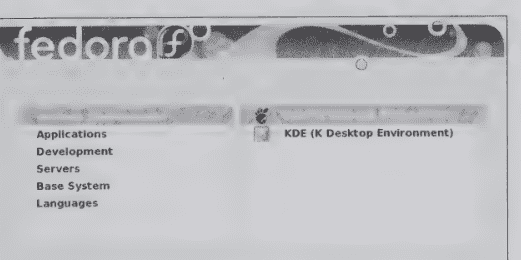 fedora
Applications
KDE (K Desktop Environment)
Development
Servers
Base System
Languages